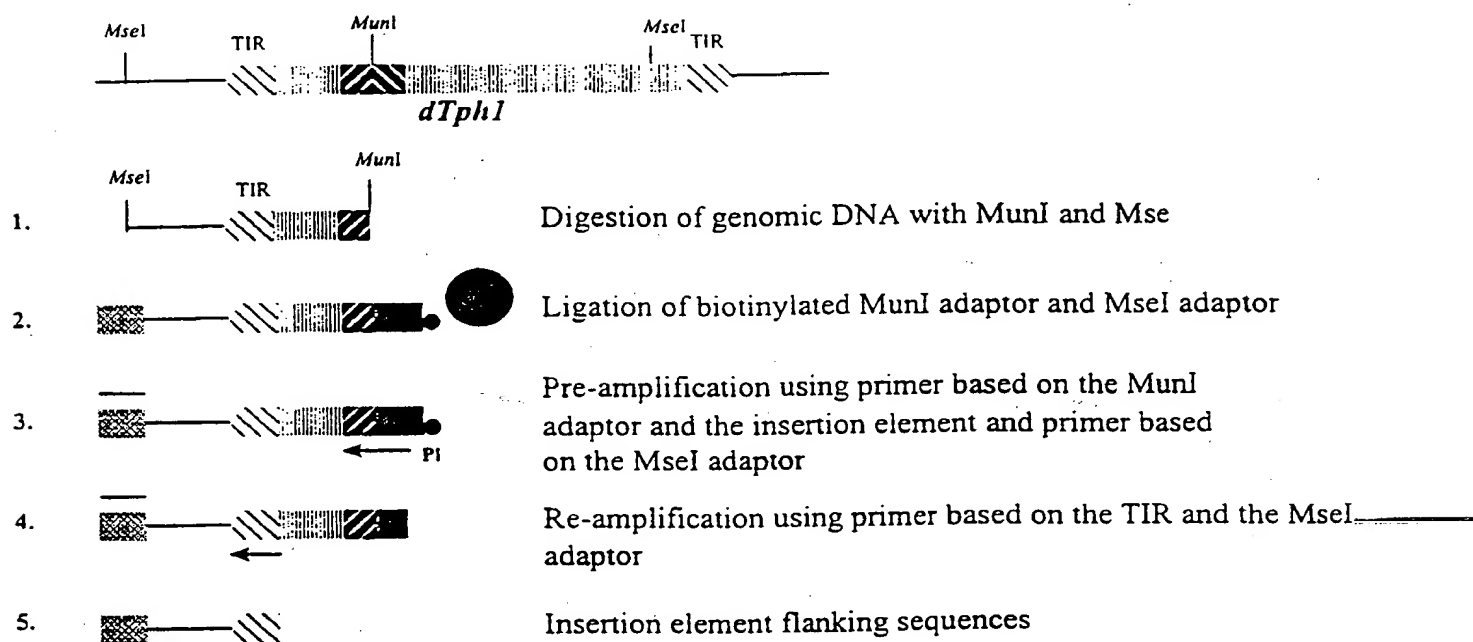 MseI TIR MunI MseI TIR
dTph1
MseI TIR MunI
1. Digestion of genomic DNA with MunI and Mse
2. Ligation of biotinylated MunI adaptor and MseI adaptor
3. Pre-amplification using primer based on the MunI
adaptor and the insertion element and primer based
on the MseI adaptor
P1
4. Re-amplification using primer based on the TIR and the MseI
adaptor
5. Insertion element flanking sequences